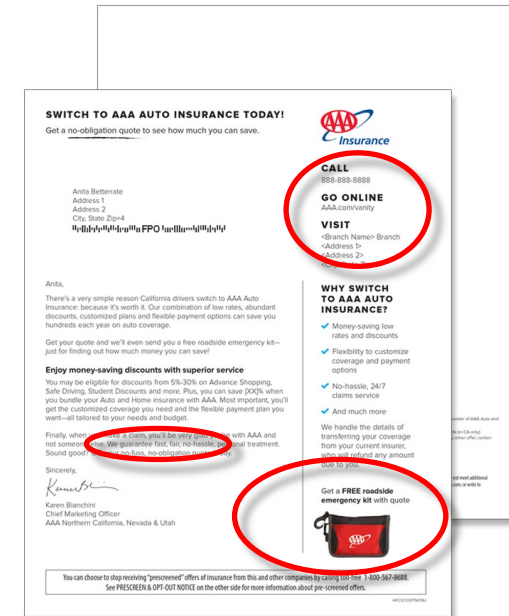 SWITCH TO AAA AUTO INSURANCE TODAY!
Get a no-obligation quote to see how much you can save.
AAA
Insurance
CALL
888-888-8888
GO ONLINE
AAA.com/vanity
VISIT
<Branch Name> Branch
<Address 1>
<Address 2>
Anita Betterrate
Address 1
Address 2
City, State Zip+4
FPO
Anita,
There's a very simple reason California drivers switch to AAA Auto
Insurance: because it's worth it. Our combination of low rates, abundant
discounts, customized plans and flexible payment options can save you
hundreds each year on auto coverage.
Get your quote and we'll even send you a free roadside emergency kit—
just for finding out how much money you can save!
Enjoy money-saving discounts with superior service
You may be eligible for discounts from 5%-30% on Advance Shopping,
Safe Driving, Student Discounts and more. Plus, you can save [XX]% when
you bundle your Auto and Home insurance with AAA. Most important, you'll
get the customized coverage you need and the flexible payment plan you
want—all tailored to your needs and budget.
Finally, when a claim, you'll be very glad with AAA and
not someone else. We guarantee fast, fair, no-hassle, personal treatment.
Sound good? no-fuss, no-obligation
Sincerely,
Karen Bianchini
Chief Marketing Officer
AAA Northern California, Nevada & Utah
WHY SWITCH
TO AAA AUTO
INSURANCE?
Money-saving low
rates and discounts
Flexibility to customize
coverage and payment
options
No-hassle, 24/7
claims service
And much more
We handle the details of
transferring your coverage
from your current insurer,
who will refund any amount
due to you.
Get a FREE roadside
emergency kit with quote
AAA
You can choose to stop receiving "prescreened" offers of insurance from this and other companies by calling toll-free 1-800-567-8688.
See PRESCREEN & OPT-OUT NOTICE on the other side for more information about pre-screened offers.